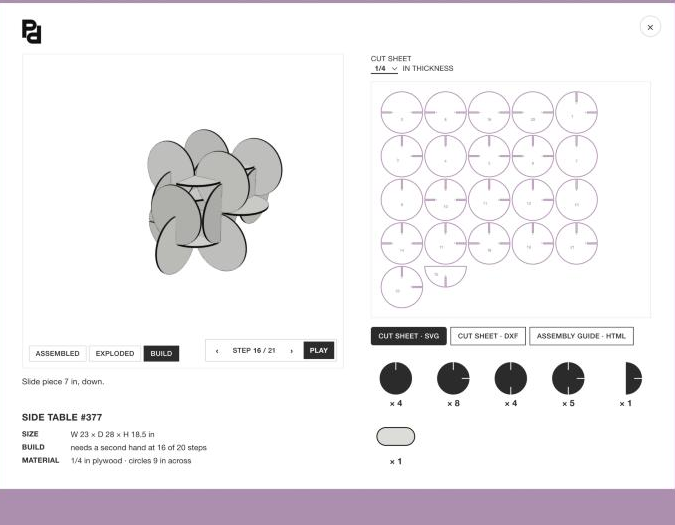 Pd
×
CUT SHEET
1/4 IN THICKNESS
ASSEMBLED
EXPLODED
BUILD
‹ STEP 16 / 21 ›
PLAY
CUT SHEET - SVG
CUT SHEET - DXF
ASSEMBLY GUIDE - HTML
× 4
× 8
× 4
× 5
× 1
× 1
Slide piece 7 in, down.
SIDE TABLE #377
SIZE W 23 × D 28 × H 18.5 in
BUILD needs a second hand at 16 of 20 steps
MATERIAL 1/4 in plywood · circles 9 in across